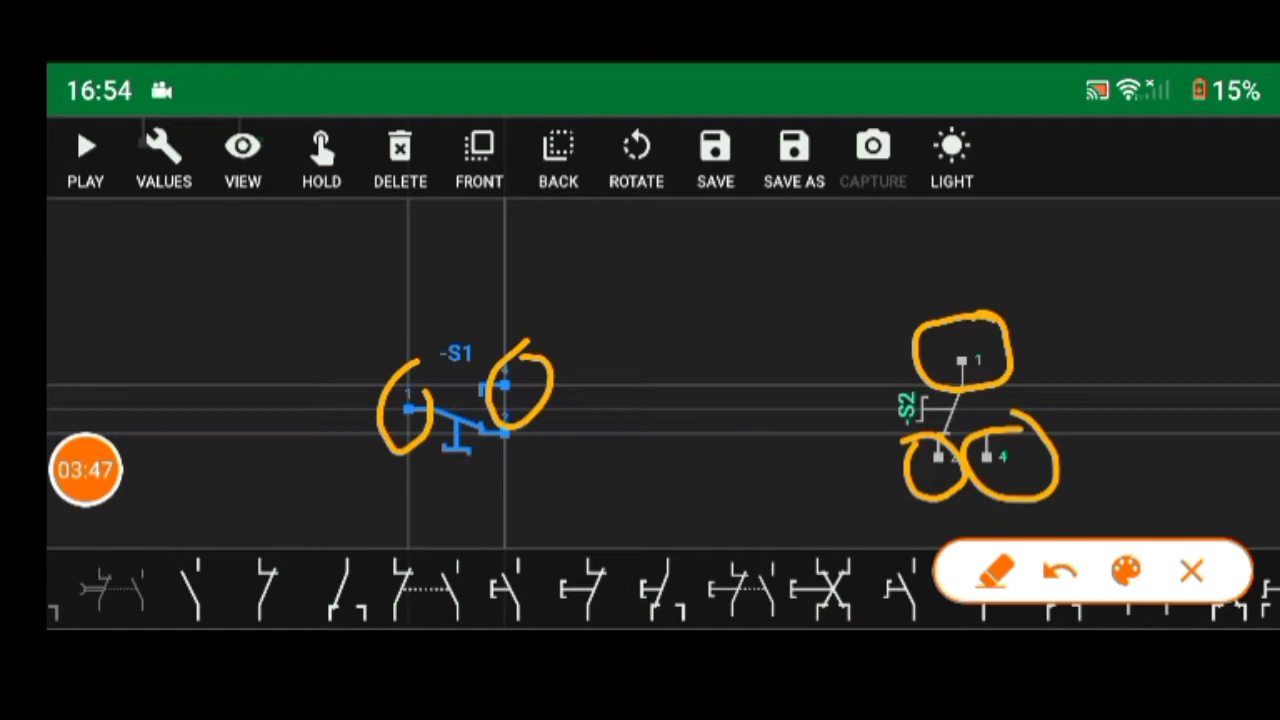 16:54
15%
PLAY VALUES VIEW HOLD DELETE FRONT BACK ROTATE SAVE SAVE AS CAPTURE LIGHT
-S1
1
1
-S2
4
03:47